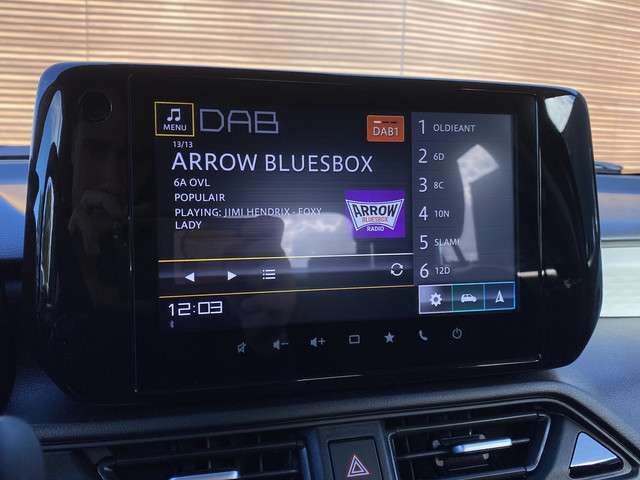 MENU
DAB
DAB1
13/13
ARROW BLUESBOX
6A OVL
POPULAIR
PLAYING: JIMI HENDRIX - FOXY
LADY
ARROW
BLUESBOX
RADIO
12:03
1 OLDIEANT
2 6D
3 8C
4 10N
5 SLAM!
6 12D